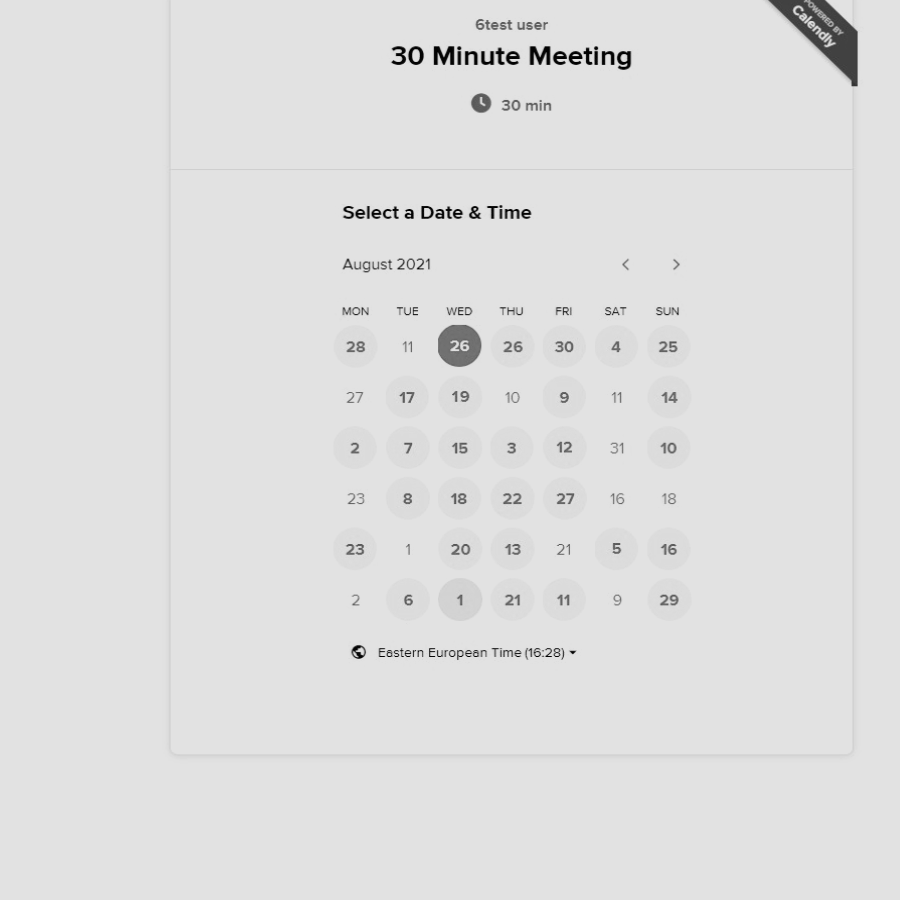 6test user
30 Minute Meeting
30 min
POWERED BY
Calendly
Select a Date & Time
August 2021
MON TUE WED THU FRI SAT SUN
28 11 26 26 30 4 25
27 17 19 10 9 11 14
2 7 15 3 12 31 10
23 8 18 22 27 16 18
23 1 20 13 21 5 16
2 6 1 21 11 9 29
Eastern European Time (16:28)